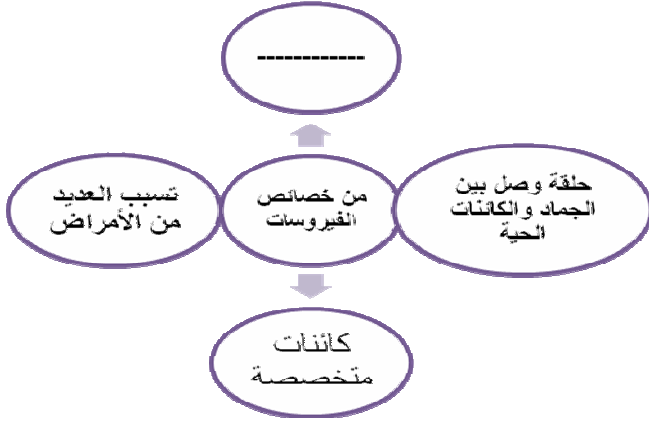 ------------
حلقة وصل بين
الجماد والكائنات
الحية
من خصائص
الفيروسات
تسبب العديد
من الأمراض
كائنات
متخصصة